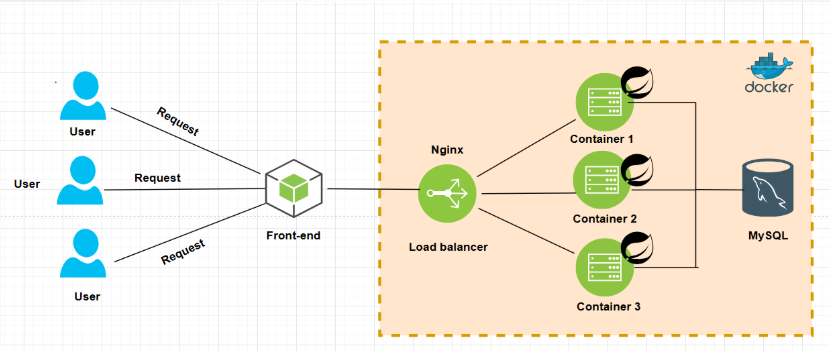 User
Request
User
Request
User
Request
Front-end
Nginx
Load balancer
Container 1
Container 2
Container 3
docker
MySQL